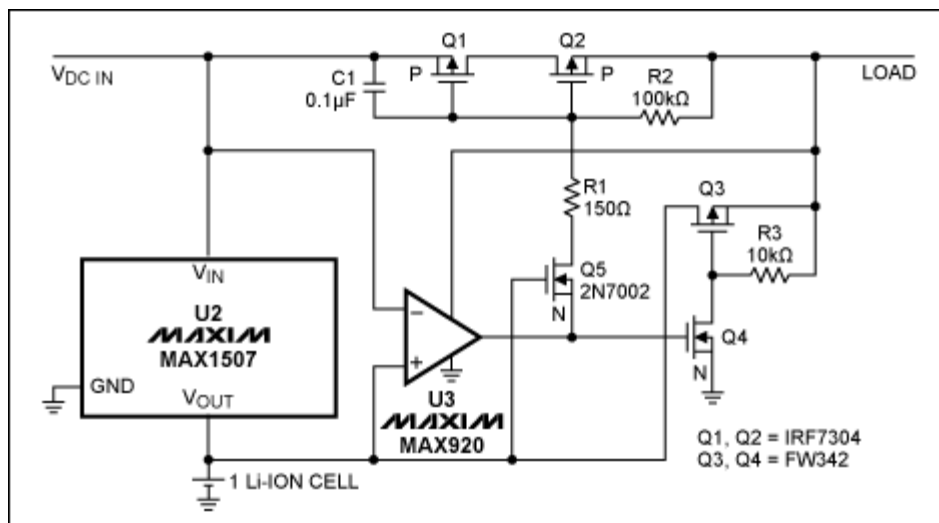 Q1
Q2
VDC IN
P
P
LOAD
C1
0.1µF
R2
100kΩ
R1
150Ω
Q3
R3
10kΩ
VIN
U2
MAXIM
MAX1507
Q5
2N7002
N
−
+
Q4
N
GND
VOUT
U3
MAXIM
MAX920
Q1, Q2 = IRF7304
Q3, Q4 = FW342
1 Li-ION CELL